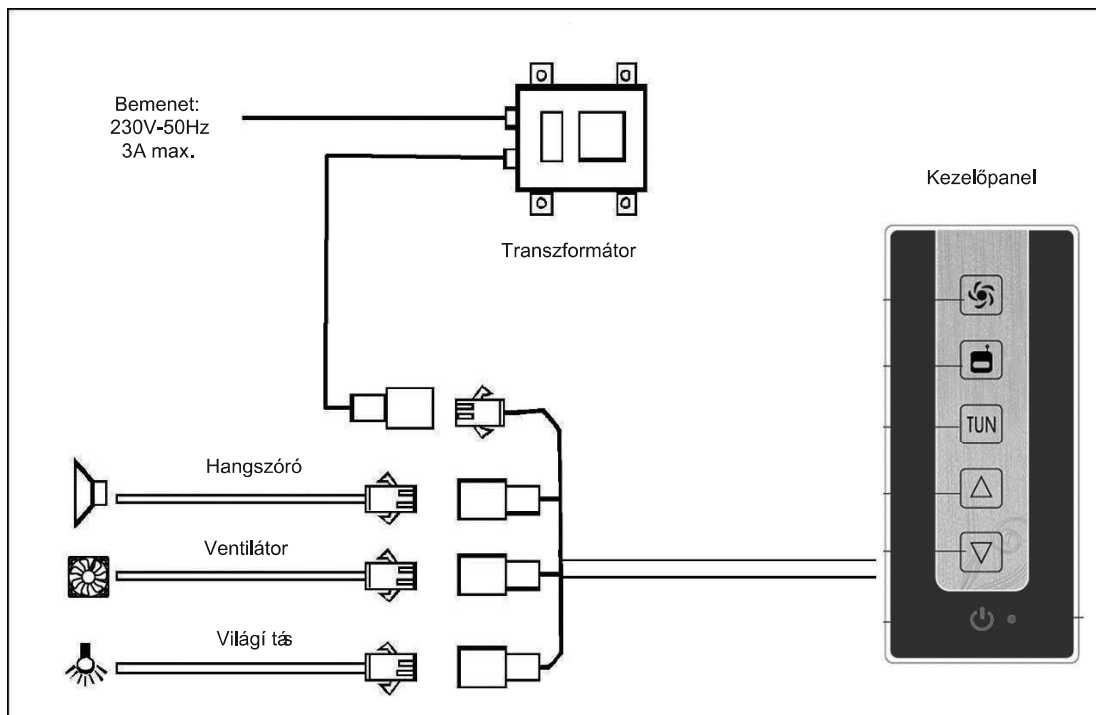 Bemenet:
230V-50Hz
3A max.
Kezelőpanel
Transzformátor
TUN
Hangszóró
Ventilátor
Világí tás